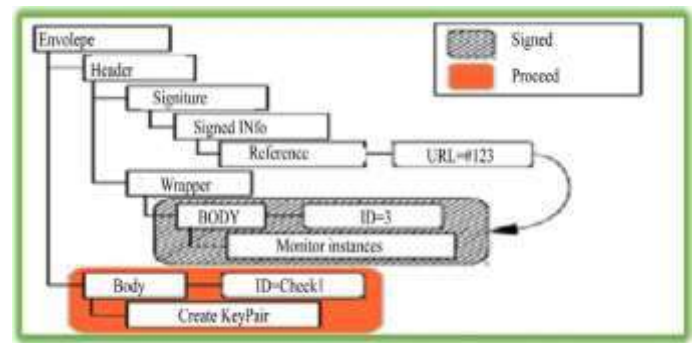 Envolepe
Signed
Header
Proceed
Signiture
Signed INfo
Reference
URL=#123
Wrapper
BODY
ID=3
Monitor instances
Body
ID=Check1
Create KeyPair